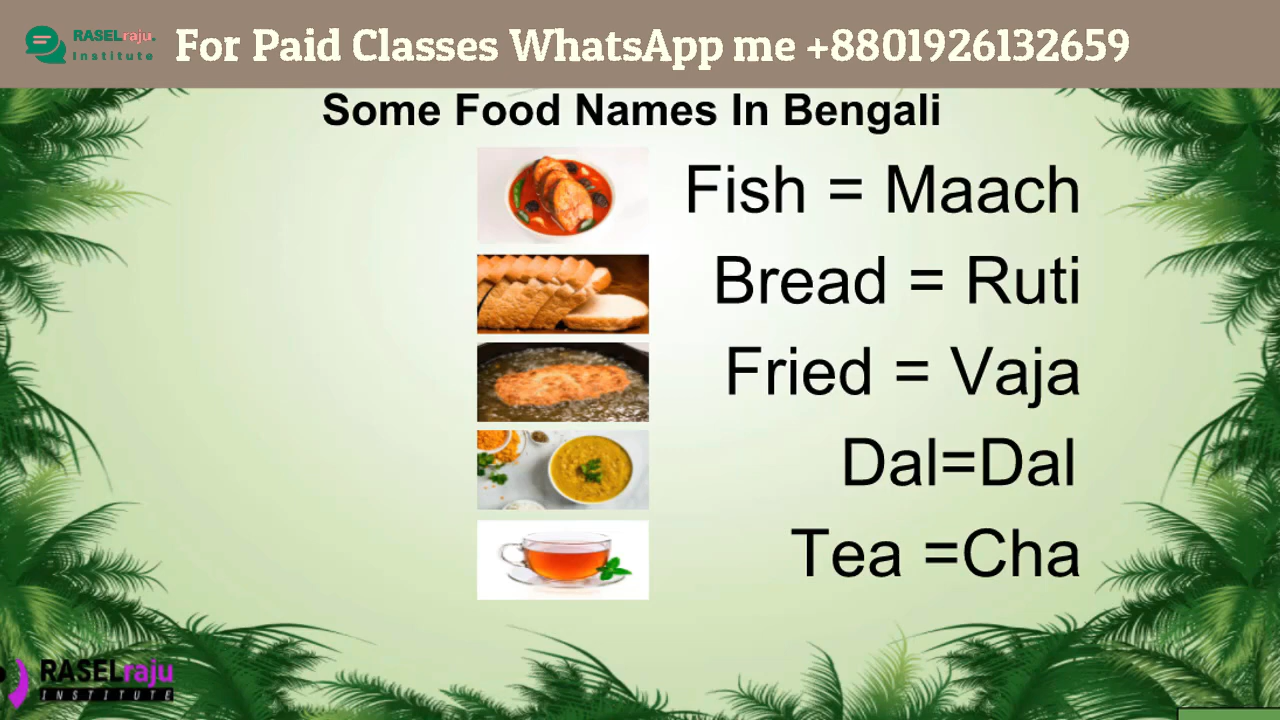 RASELraju.
Institute
For Paid Classes WhatsApp me +8801926132659
Some Food Names In Bengali
Fish = Maach
Bread = Ruti
Fried = Vaja
Dal=Dal
Tea =Cha
RASELraju
INSTITUTE